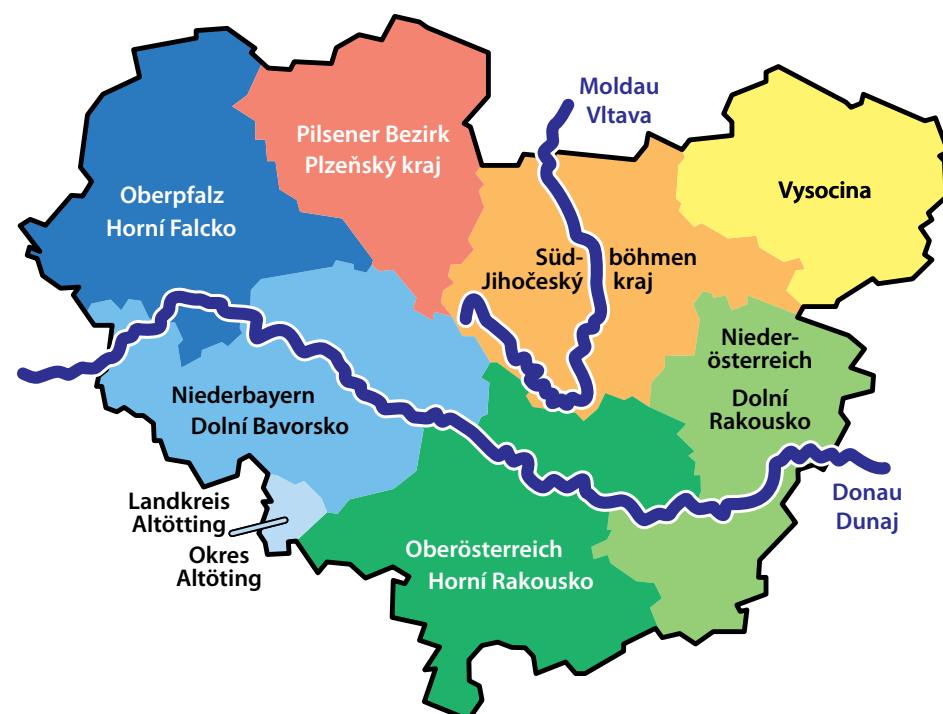 Moldau
Vltava
Pilsener Bezirk
Plzeňský kraj
Oberpfalz
Horní Falcko
Vysocina
Süd- böhmen
Jihočeský kraj
Nieder-
österreich
Dolní
Rakousko
Niederbayern
Dolní Bavorsko
Landkreis
Altötting
Okres
Altöting
Oberösterreich
Horní Rakousko
Donau
Dunaj